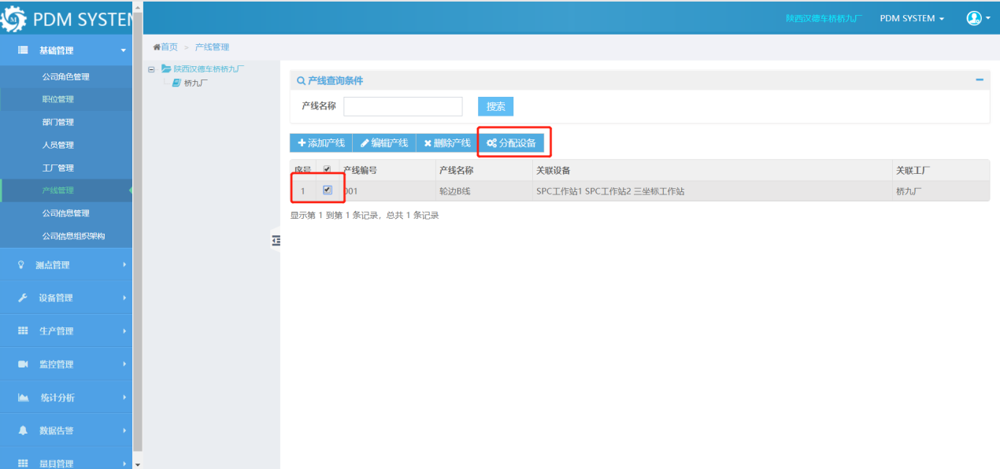 PDM SYSTEM
陕西汉德车桥桥九厂 PDM SYSTEM
基础管理
公司角色管理
职位管理
部门管理
人员管理
工厂管理
产线管理
公司信息管理
公司信息组织架构
测点管理
设备管理
生产管理
监控管理
统计分析
数据告警
量具管理
首页 > 产线管理
陕西汉德车桥桥九厂
桥九厂
产线查询条件
产线名称 搜索
添加产线 编辑产线 删除产线 分配设备
序号 产线编号 产线名称 关联设备 关联工厂
1 001 轮边B线 SPC工作站1 SPC工作站2 三坐标工作站 桥九厂
显示第 1 到第 1 条记录，总共 1 条记录